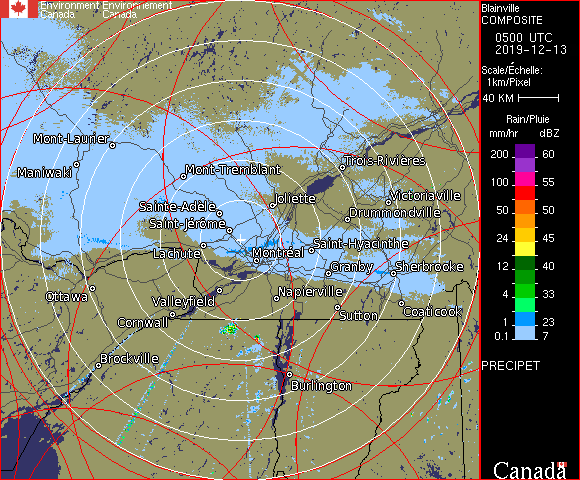 Environment Environnement
Canada Canada
Blainville
COMPOSITE
0500 UTC
2019-12-13
Scale/Échelle:
1km/Pixel
40 KM
Rain/Pluie
mm/hr dBZ
200 60
100 55
50 50
24 45
12 40
4 33
1 23
0.1 7
PRECIPET
Canada
Mont-Laurier
Maniwaki
Mont-Tremblant
Trois-Rivières
Sainte-Adèle
Joliette
Victoriaville
Drummondville
Saint-Jérôme
Lachute
Montréal
Saint-Hyacinthe
Granby
Sherbrooke
Ottawa
Valleyfield
Napierville
Cornwall
Sutton
Coaticook
Brockville
Burlington